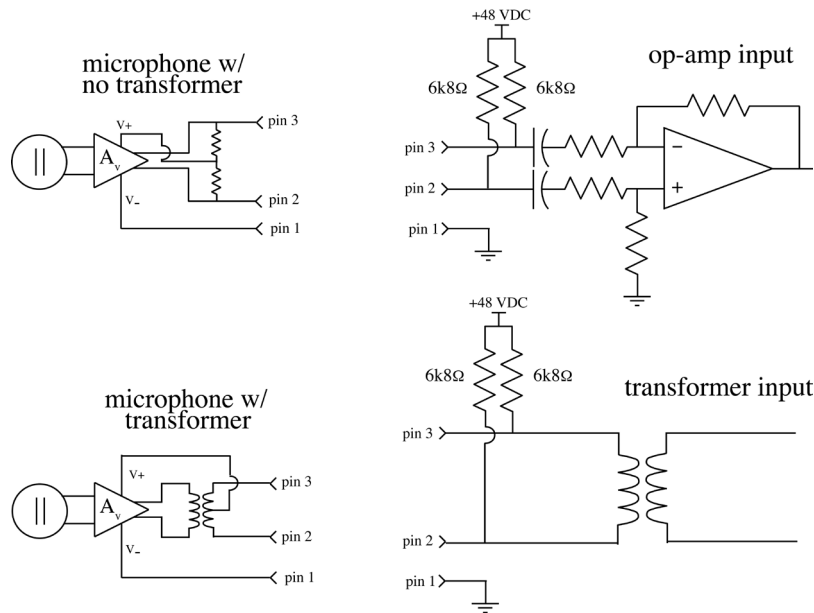 microphone w/
no transformer
V+
Av
V-
pin 3
pin 2
pin 1
+48 VDC
op-amp input
6k8Ω 6k8Ω
pin 3
pin 2
pin 1
−
+
microphone w/
transformer
V+
Av
V-
pin 3
pin 2
pin 1
+48 VDC
6k8Ω 6k8Ω
transformer input
pin 3
pin 2
pin 1